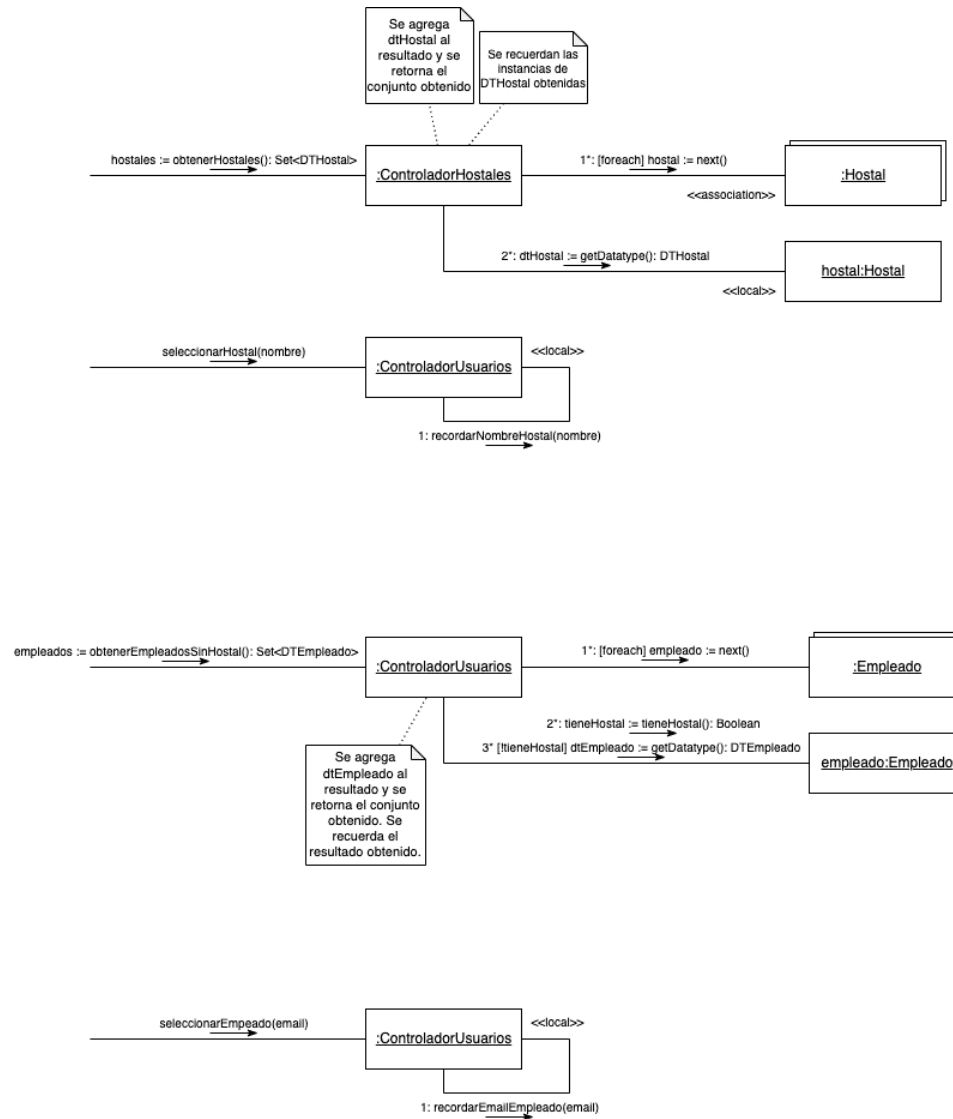 Se agrega
dtHostal al
resultado y se
retorna el
conjunto obtenido
Se recuerdan las
instancias de
DTHostal obtenidas
hostales := obtenerHostales(): Set<DTHostal>
:ControladorHostales
1*: [foreach] hostal := next()
:Hostal
<<association>>
2*: dtHostal := getDatatype(): DTHostal
hostal:Hostal
<<local>>
seleccionarHostal(nombre)
:ControladorUsuarios
<<local>>
1: recordarNombreHostal(nombre)
empleados := obtenerEmpleadosSinHostal(): Set<DTEmpleado>
:ControladorUsuarios
1*: [foreach] empleado := next()
:Empleado
2*: tieneHostal := tieneHostal(): Boolean
3* [!tieneHostal] dtEmpleado := getDatatype(): DTEmpleado
empleado:Empleado
Se agrega
dtEmpleado al
resultado y se
retorna el conjunto
obtenido. Se
recuerda el
resultado obtenido.
seleccionarEmpeado(email)
:ControladorUsuarios
<<local>>
1: recordarEmailEmpleado(email)